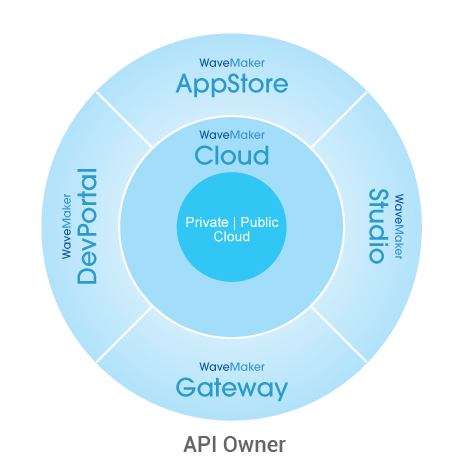 WaveMaker
AppStore
WaveMaker
Cloud
WaveMaker
DevPortal
Private | Public
Cloud
WaveMaker
Studio
WaveMaker
Gateway
API Owner